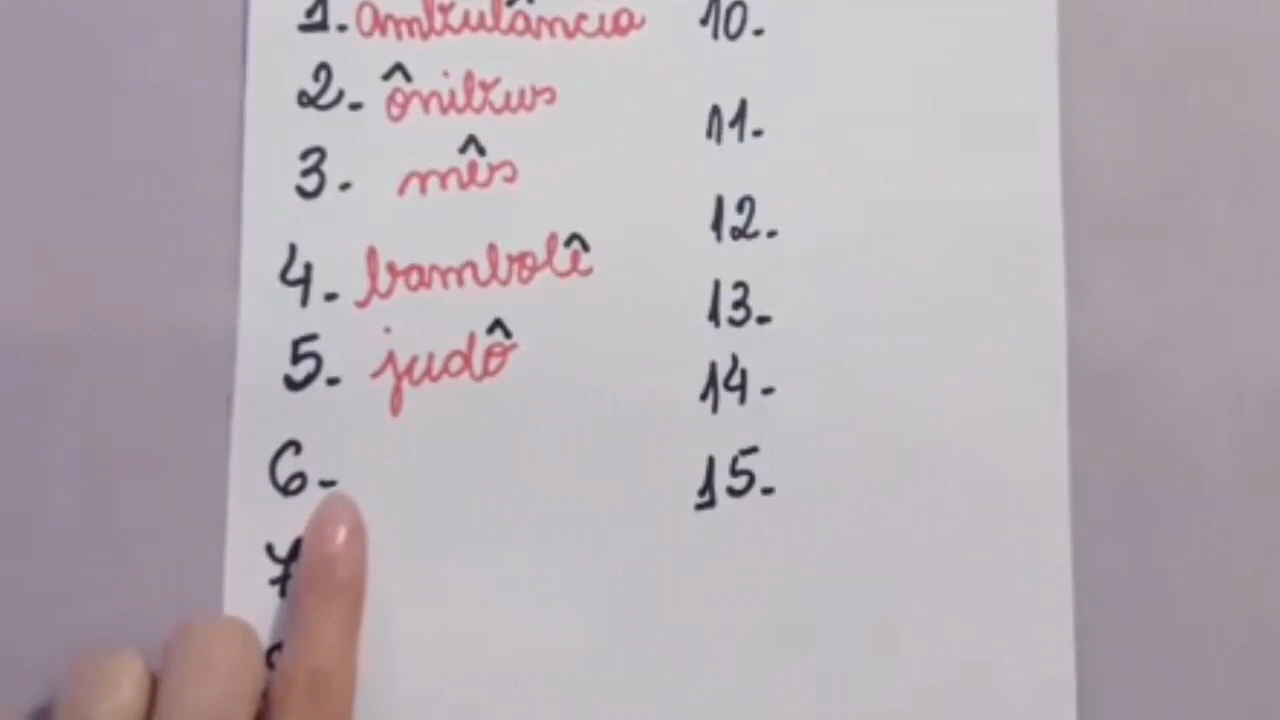 1. ambulância
2. ônibus
3. mês
4. bambolê
5. judô
6-
7
10.
11.
12.
13.
14-
15.